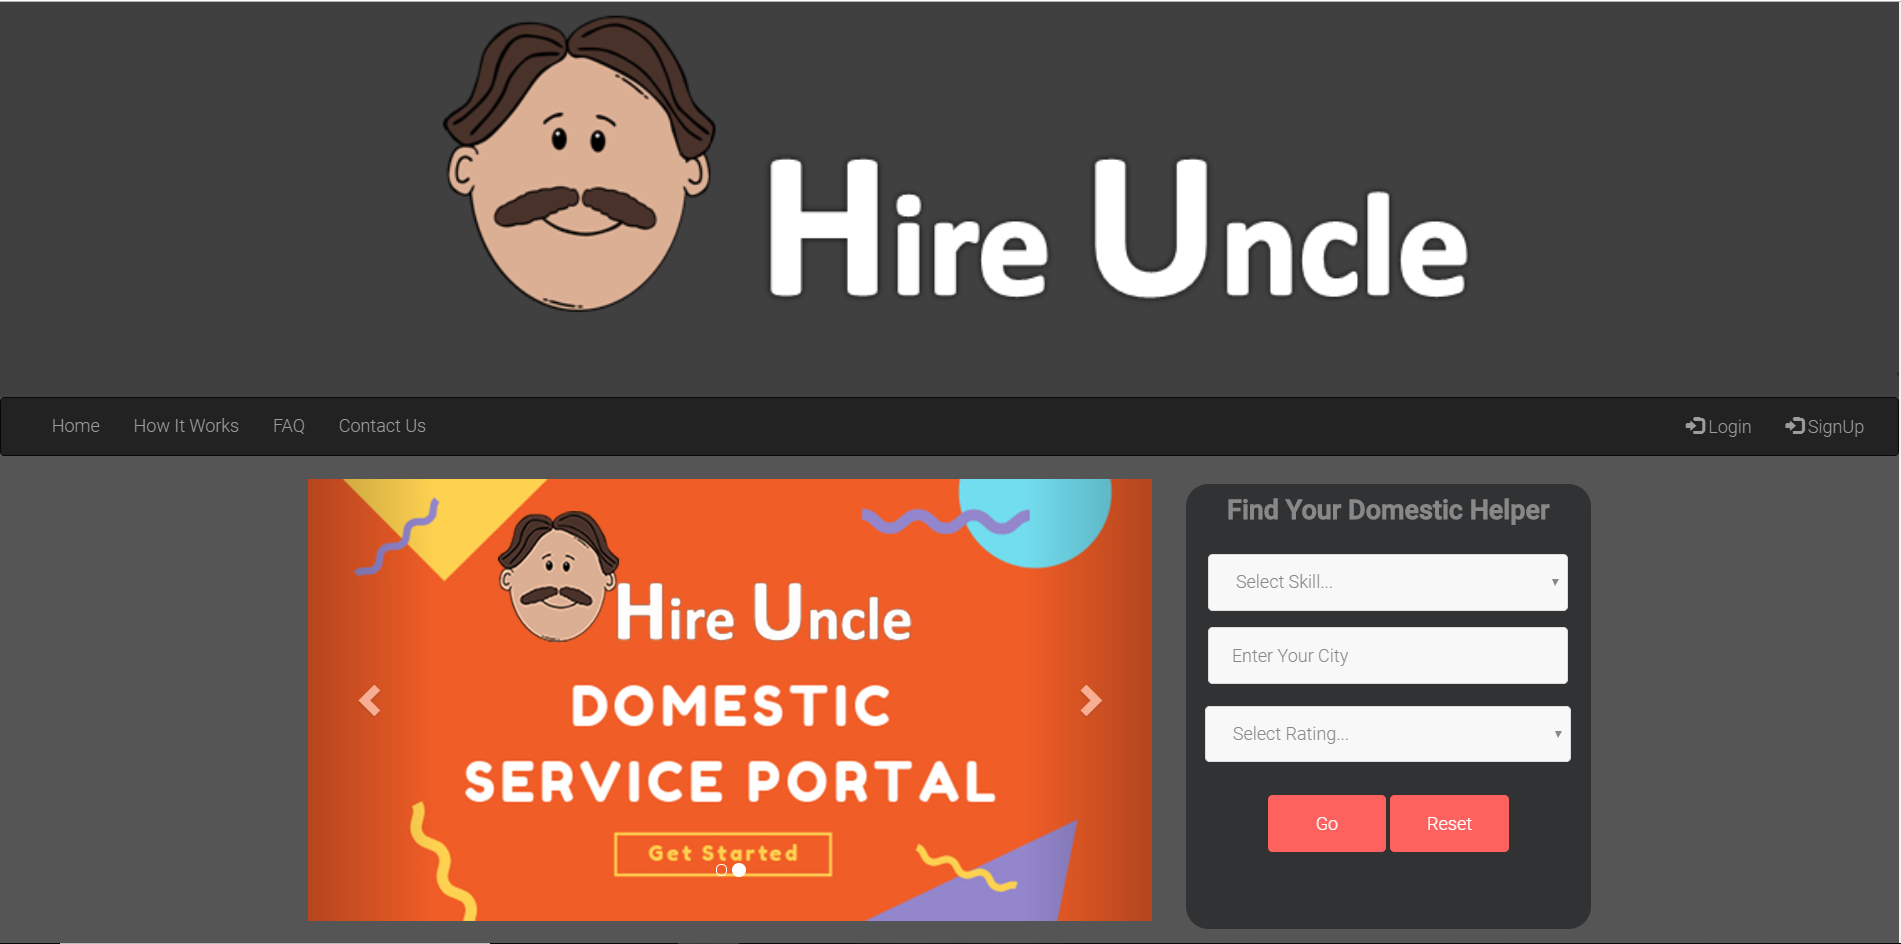 Hire Uncle
Home How It Works FAQ Contact Us Login SignUp
Hire Uncle
DOMESTIC
SERVICE PORTAL
Get Started
Find Your Domestic Helper
Select Skill...
Enter Your City
Select Rating...
Go Reset